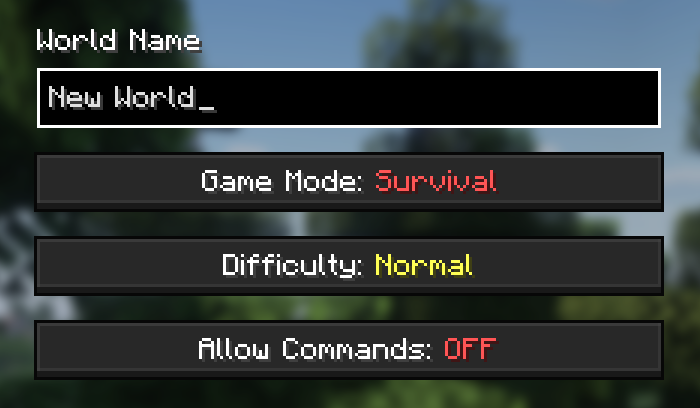 World Name
New World_
Game Mode: Survival
Difficulty: Normal
Allow Commands: OFF